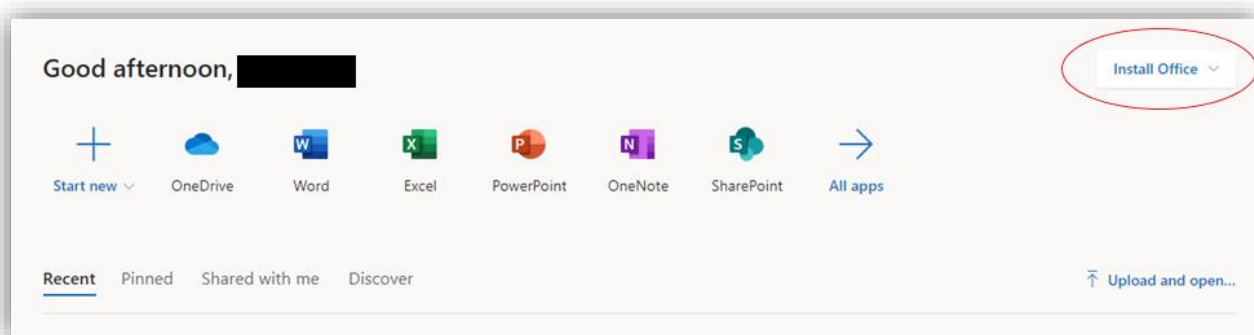 Good afternoon,
Install Office
W X P N S
Start new OneDrive Word Excel PowerPoint OneNote SharePoint All apps
Recent Pinned Shared with me Discover
Upload and open...